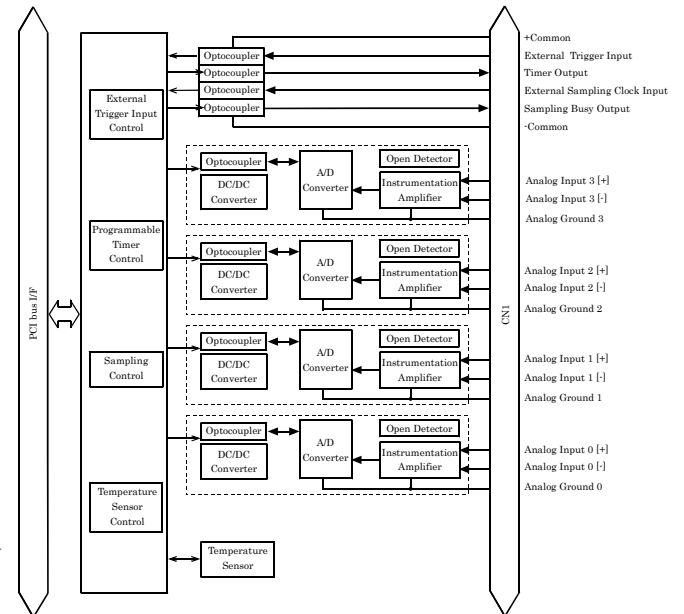 +Common
Optocoupler
External Trigger Input
Optocoupler
Timer Output
Optocoupler
External Sampling Clock Input
Optocoupler
Sampling Busy Output
-Common
External
Trigger Input
Control
Optocoupler
DC/DC
Converter
A/D
Converter
Open Detector
Instrumentation
Amplifier
Analog Input 3 [+]
Analog Input 3 [-]
Analog Ground 3
Programmable
Timer
Control
Optocoupler
DC/DC
Converter
A/D
Converter
Open Detector
Instrumentation
Amplifier
Analog Input 2 [+]
Analog Input 2 [-]
Analog Ground 2
PCI bus I/F
CN1
Sampling
Control
Optocoupler
DC/DC
Converter
A/D
Converter
Open Detector
Instrumentation
Amplifier
Analog Input 1 [+]
Analog Input 1 [-]
Analog Ground 1
Optocoupler
DC/DC
Converter
A/D
Converter
Open Detector
Instrumentation
Amplifier
Analog Input 0 [+]
Analog Input 0 [-]
Analog Ground 0
Temperature
Sensor
Control
Temperature
Sensor